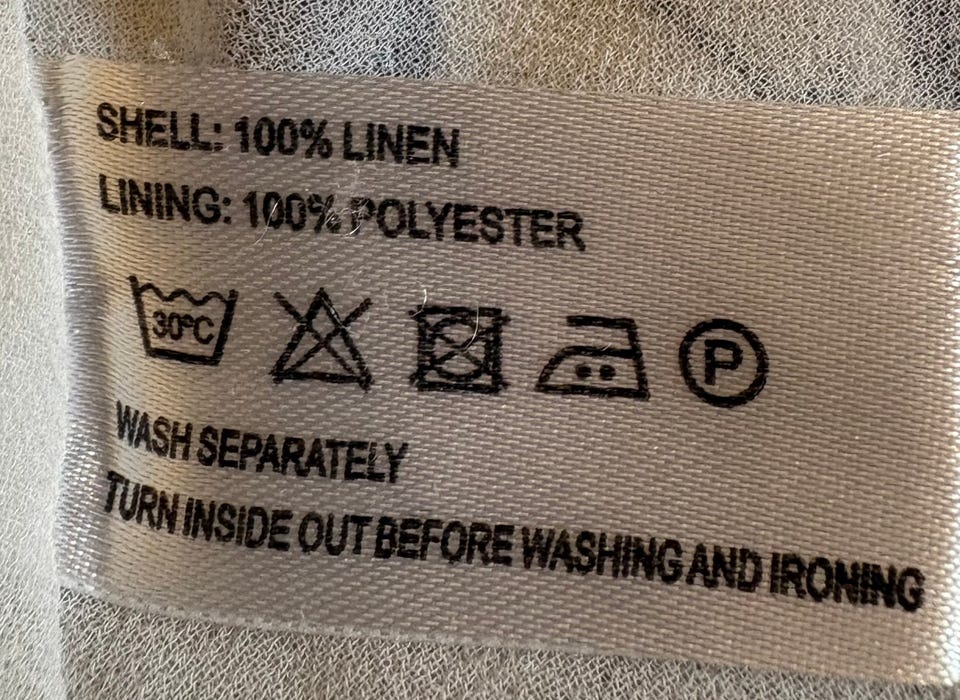 SHELL: 100% LINEN
LINING: 100% POLYESTER
30°C P
WASH SEPARATELY
TURN INSIDE OUT BEFORE WASHING AND IRONING